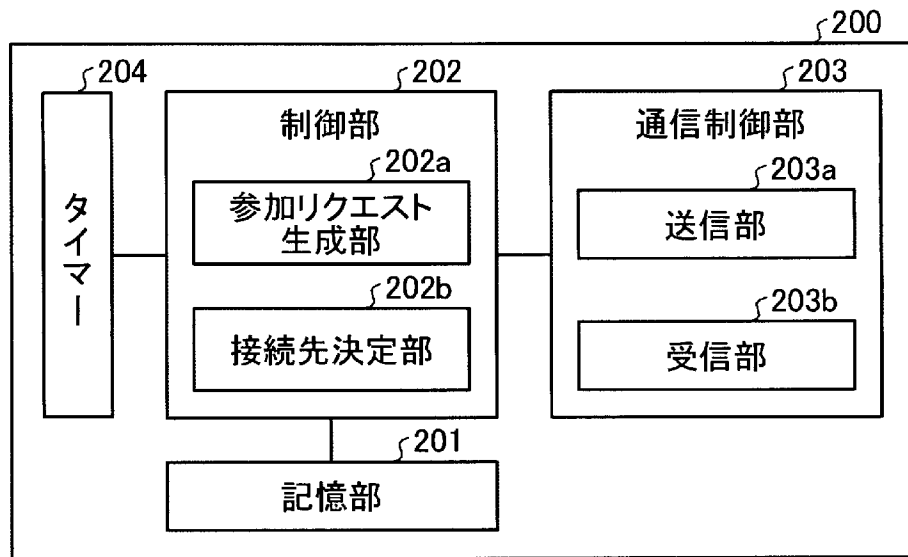 200
204
タイマー
202
制御部
202a
参加リクエスト
生成部
202b
接続先決定部
203
通信制御部
203a
送信部
203b
受信部
201
記憶部